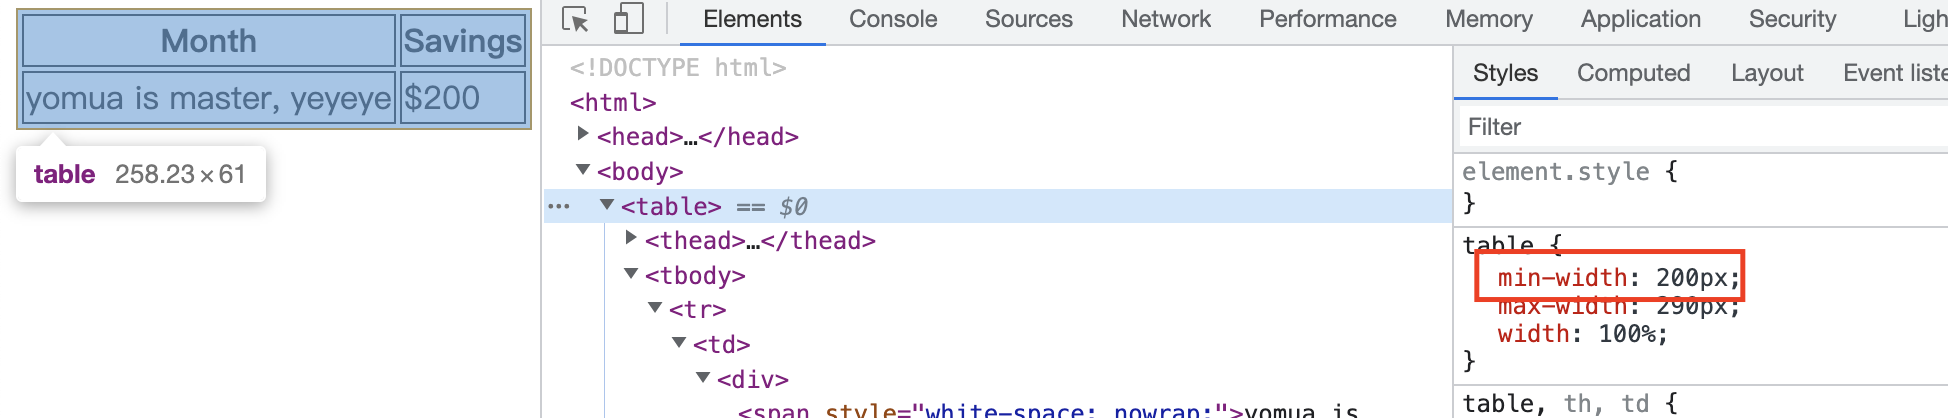 Month Savings
yomua is master, yeyeye $200
table 258.23 × 61
Elements Console Sources Network Performance Memory Application Security Ligh
<!DOCTYPE html>
<html>
<head>…</head>
<body>
… <table> == $0
<thead>…</thead>
<tbody>
<tr>
<td>
<div>
<span style="white-space: nowrap;">yomua is
Styles Computed Layout Event liste
Filter
element.style {
}
table {
min-width: 200px;
max-width: 290px;
width: 100%;
}
table, th, td {